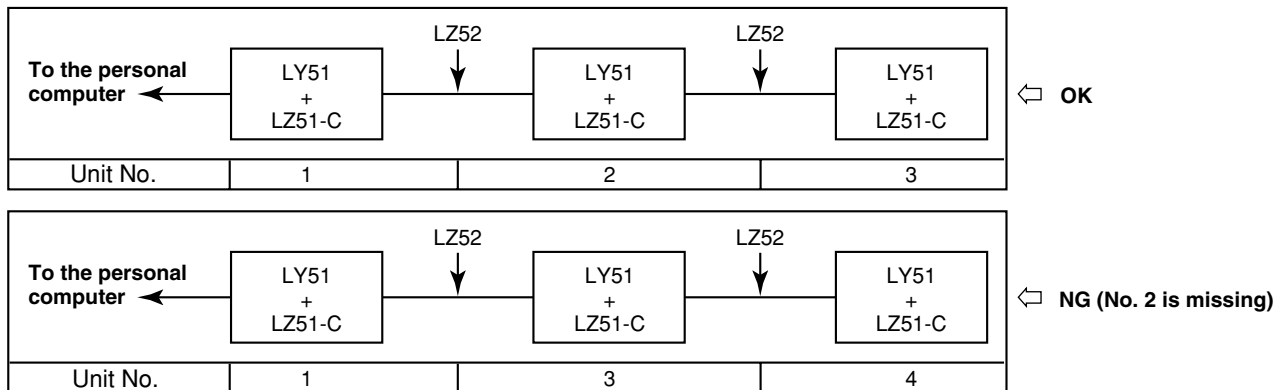 LZ52 LZ52
To the personal computer
LY51 + LZ51-C
LY51 + LZ51-C
LY51 + LZ51-C
OK
Unit No. 1 2 3
LZ52 LZ52
To the personal computer
LY51 + LZ51-C
LY51 + LZ51-C
LY51 + LZ51-C
NG (No. 2 is missing)
Unit No. 1 3 4